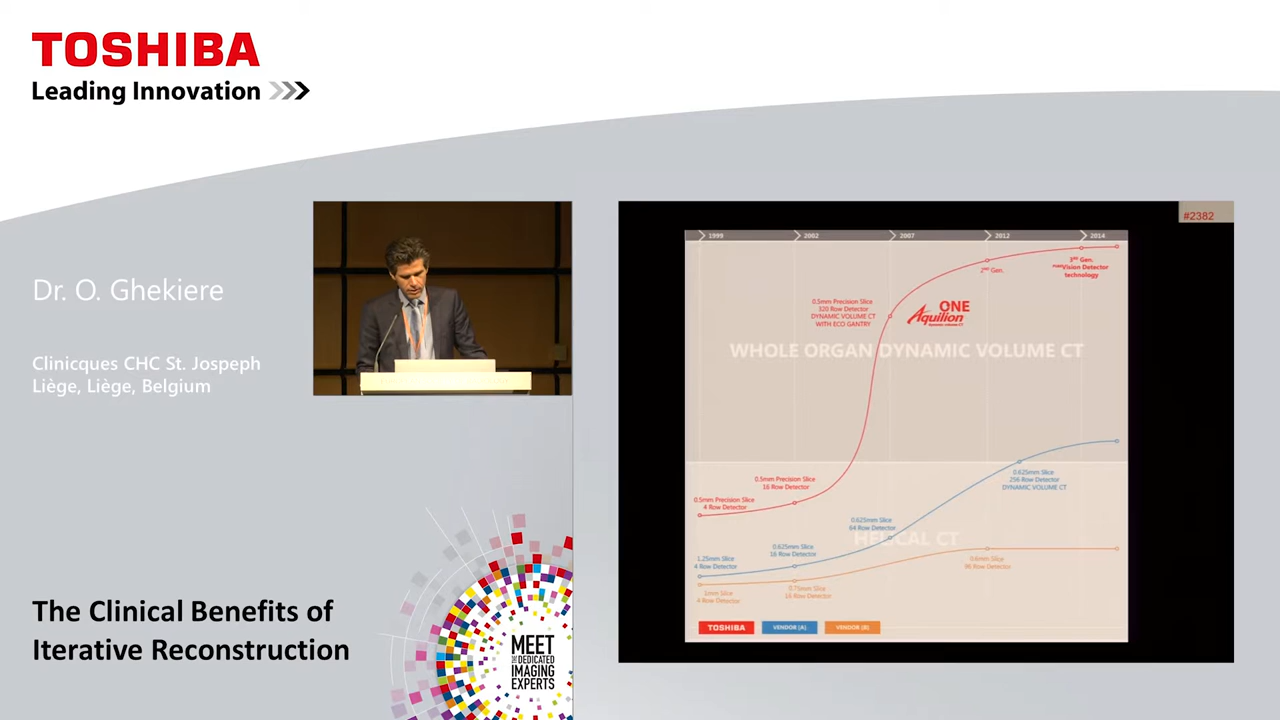 TOSHIBA
Leading Innovation
Dr. O. Ghekiere
Clinicques CHC St. Jospeph
Liège, Liège, Belgium
The Clinical Benefits of
Iterative Reconstruction
MEET
THE DEDICATED
IMAGING
EXPERTS
#2382
1999
2002
2007
2012
2014
3RD Gen.
PUREVision Detector
technology
2ND Gen.
0.5mm Precision Slice
320 Row Detector
DYNAMIC VOLUME CT
WITH ECO GANTRY
Aquilion ONE
Dynamic volume CT
WHOLE ORGAN DYNAMIC VOLUME CT
0.5mm Precision Slice
16 Row Detector
0.5mm Precision Slice
4 Row Detector
0.625mm Slice
256 Row Detector
DYNAMIC VOLUME CT
0.625mm Slice
64 Row Detector
HELICAL CT
0.625mm Slice
16 Row Detector
1.25mm Slice
4 Row Detector
0.6mm Slice
96 Row Detector
1mm Slice
4 Row Detector
0.75mm Slice
16 Row Detector
TOSHIBA
VENDOR (A)
VENDOR (B)